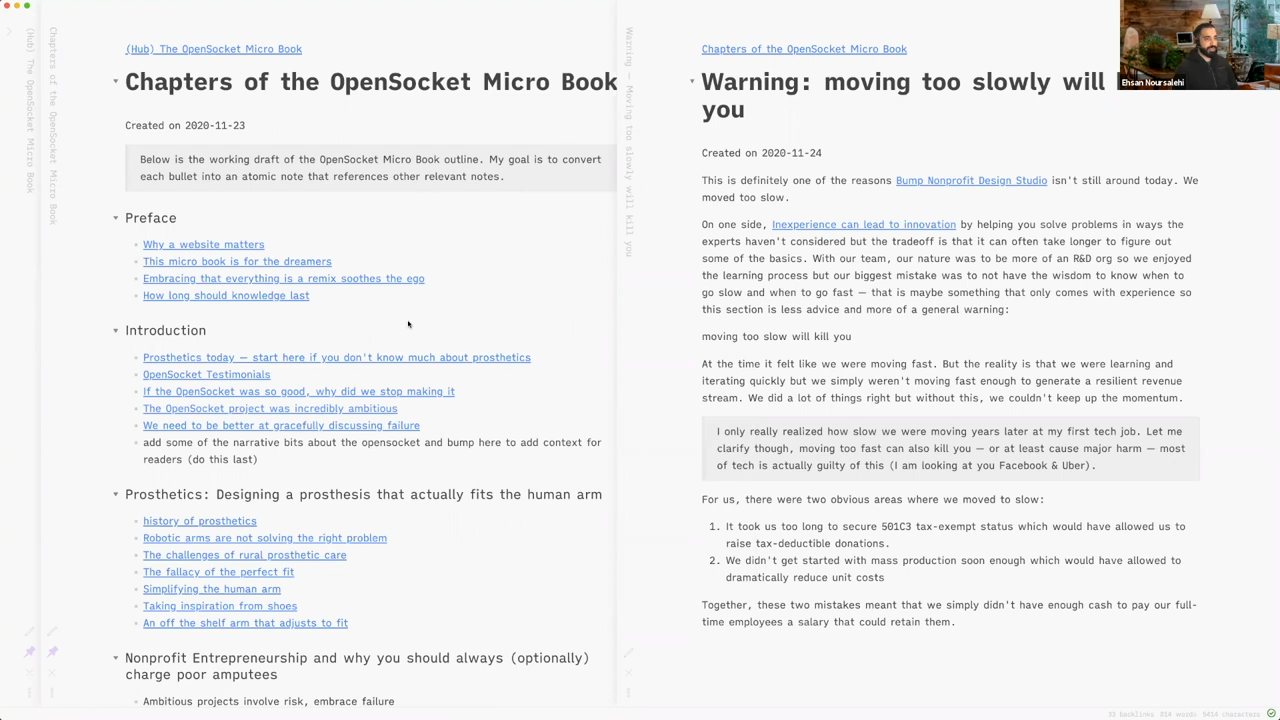 (Hub) The OpenSocket Micro Book
Chapters of the OpenSocket Micro Book
(Hub) The OpenSocket Micro Book
Chapters of the OpenSocket Micro Book
Created on 2020-11-23
Below is the working draft of the OpenSocket Micro Book outline. My goal is to convert
each bullet into an atomic note that references other relevant notes.
Preface
Why a website matters
This micro book is for the dreamers
Embracing that everything is a remix soothes the ego
How long should knowledge last
Introduction
Prosthetics today — start here if you don't know much about prosthetics
OpenSocket Testimonials
If the OpenSocket was so good, why did we stop making it
The OpenSocket project was incredibly ambitious
We need to be better at gracefully discussing failure
add some of the narrative bits about the opensocket and bump here to add context for
readers (do this last)
Prosthetics: Designing a prosthesis that actually fits the human arm
history of prosthetics
Robotic arms are not solving the right problem
The challenges of rural prosthetic care
The fallacy of the perfect fit
Simplifying the human arm
Taking inspiration from shoes
An off the shelf arm that adjusts to fit
Nonprofit Entrepreneurship and why you should always (optionally)
charge poor amputees
Ambitious projects involve risk, embrace failure
Warning — Moving too slowly will kill you
Chapters of the OpenSocket Micro Book
Warning: moving too slowly will
you
Created on 2020-11-24
This is definitely one of the reasons Bump Nonprofit Design Studio isn't still around today. We
moved too slow.
On one side, Inexperience can lead to innovation by helping you solve problems in ways the
experts haven't considered but the tradeoff is that it can often take longer to figure out
some of the basics. With our team, our nature was to be more of an R&D org so we enjoyed
the learning process but our biggest mistake was to not have the wisdom to know when to
go slow and when to go fast — that is maybe something that only comes with experience so
this section is less advice and more of a general warning:
moving too slow will kill you
At the time it felt like we were moving fast. But the reality is that we were learning and
iterating quickly but we simply weren't moving fast enough to generate a resilient revenue
stream. We did a lot of things right but without this, we couldn't keep up the momentum.
I only really realized how slow we were moving years later at my first tech job. Let me
clarify though, moving too fast can also kill you — or at least cause major harm — most
of tech is actually guilty of this (I am looking at you Facebook & Uber).
For us, there were two obvious areas where we moved to slow:
1. It took us too long to secure 501C3 tax-exempt status which would have allowed us to
raise tax-deductible donations.
2. We didn't get started with mass production soon enough which would have allowed to
dramatically reduce unit costs
Together, these two mistakes meant that we simply didn't have enough cash to pay our full-
time employees a salary that could retain them.
Ehsan Noursalehi
33 backlinks 814 words 5414 characters